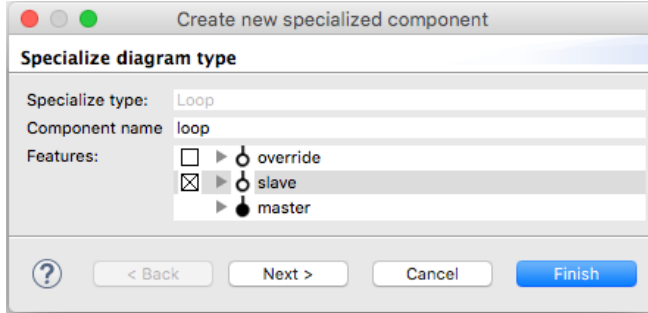 Create new specialized component
Specialize diagram type
Specialize type: Loop
Component name loop
Features: override
slave
master
? < Back Next > Cancel Finish